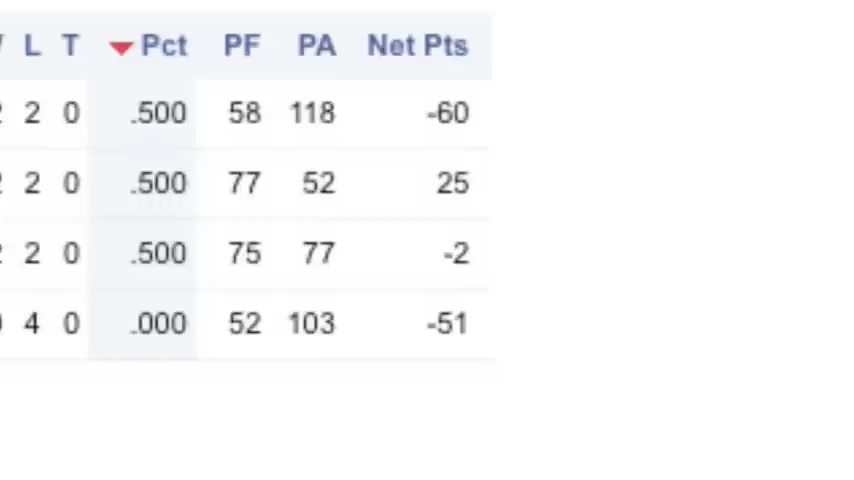 L T Pct PF PA Net Pts
2 0 .500 58 118 -60
2 0 .500 77 52 25
2 0 .500 75 77 -2
4 0 .000 52 103 -51